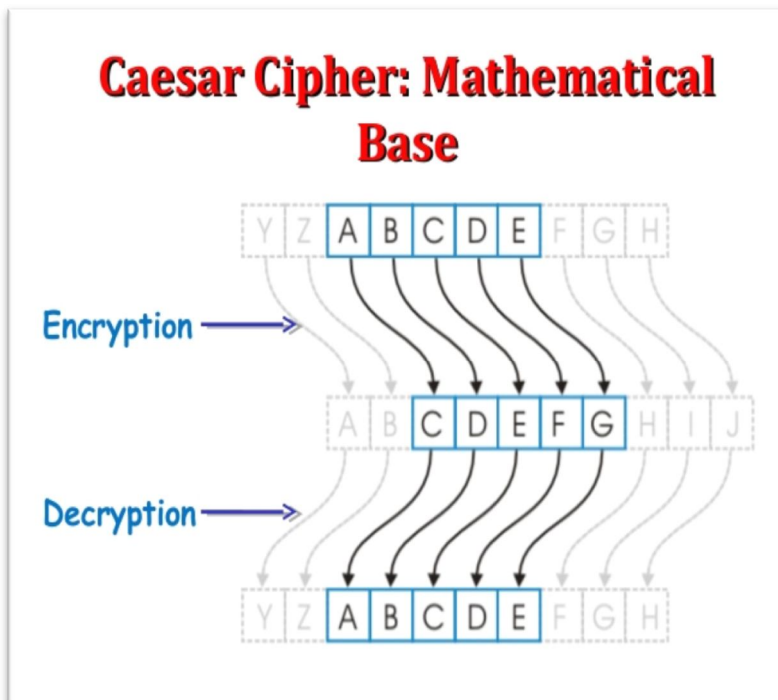 Caesar Cipher: Mathematical
Base
Y Z A B C D E F G H
Encryption
A B C D E F G H I J
Decryption
Y Z A B C D E F G H